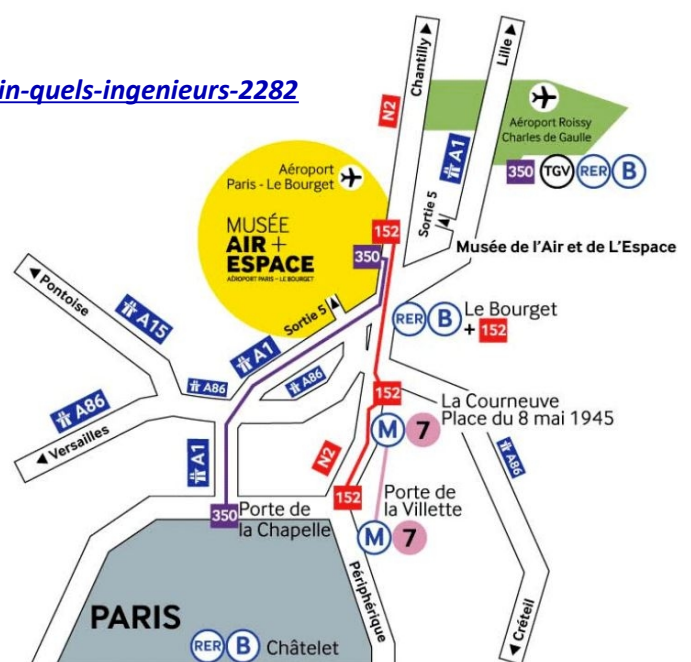 in-quels-ingenieurs-2282
Chantilly
Lille
N2
A1
Aéroport Roissy
Charles de Gaulle
350 TGV RER B
Aéroport
Paris - Le Bourget
MUSÉE
AIR +
ESPACE
AÉROPORT PARIS – LE BOURGET
152
350
Sortie 5
Musée de l'Air et de L'Espace
Pontoise
A15
Sortie 5
A1
RER B Le Bourget
+ 152
A86
A86
A86
Versailles
152
La Courneuve
Place du 8 mai 1945
M 7
A86
A1
N2
152
350
Porte de
la Chapelle
Porte de
la Villette
M 7
Périphérique
PARIS
RER B Châtelet
Créteil